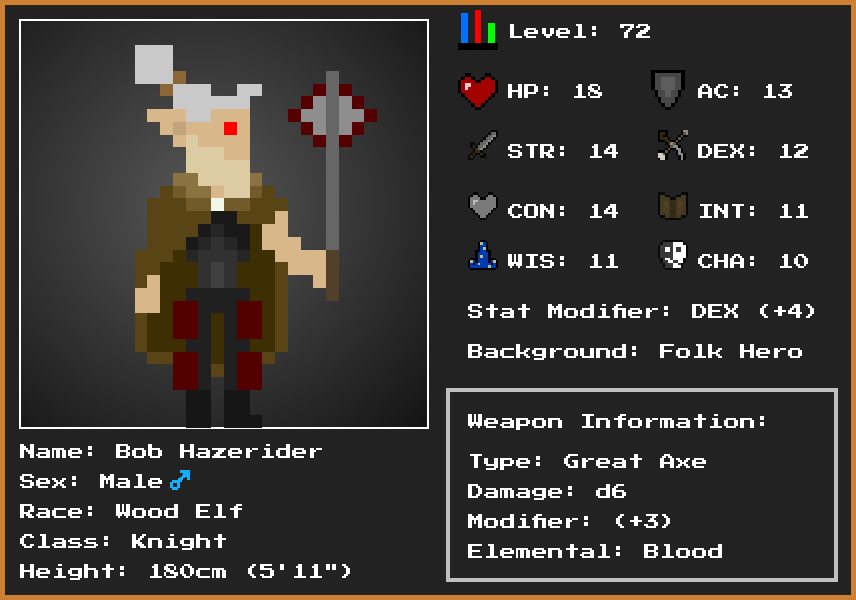 Level: 72
HP: 18 AC: 13
STR: 14 DEX: 12
CON: 14 INT: 11
WIS: 11 CHA: 10
Stat Modifier: DEX (+4)
Background: Folk Hero
Weapon Information:
Type: Great Axe
Damage: d6
Modifier: (+3)
Elemental: Blood
Name: Bob Hazerider
Sex: Male ♂
Race: Wood Elf
Class: Knight
Height: 180cm (5'11")